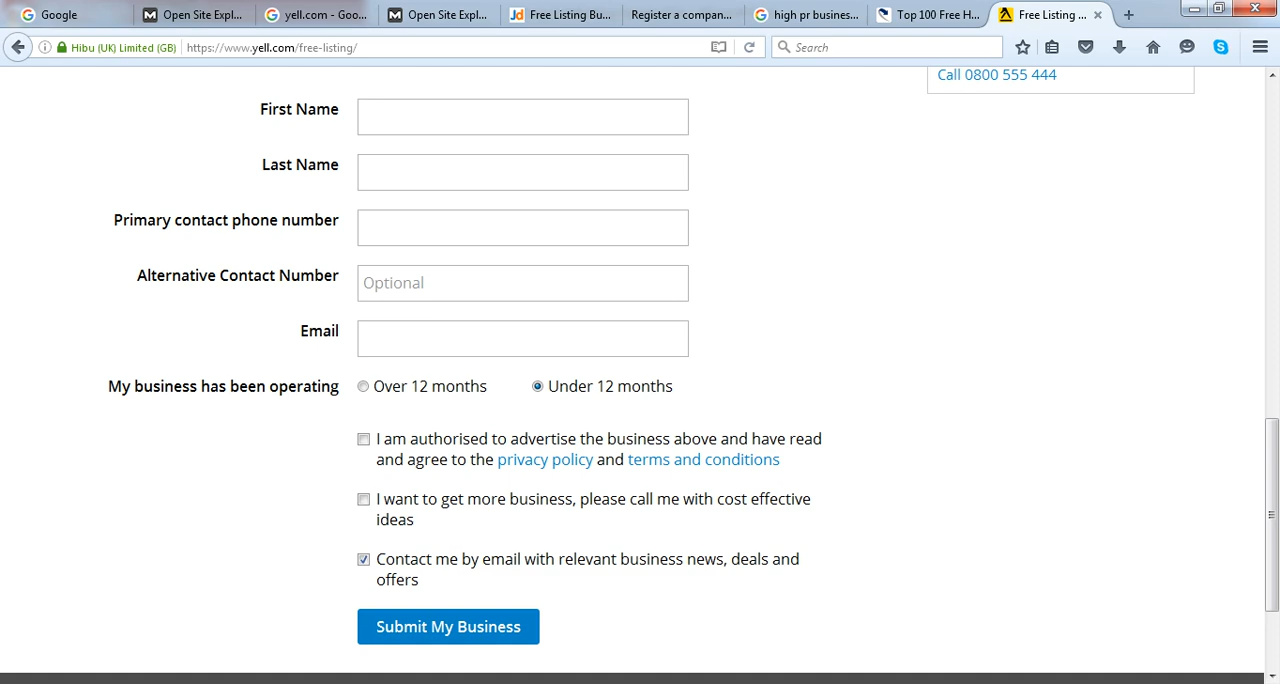 Google
Open Site Expl...
yell.com - Goo...
Open Site Expl...
Free Listing Bu...
Register a compan...
high pr busines...
Top 100 Free H...
Free Listing ...
Hibu (UK) Limited (GB)
https://www.yell.com/free-listing/
Search
Call 0800 555 444
First Name
Last Name
Primary contact phone number
Alternative Contact Number
Optional
Email
My business has been operating
Over 12 months
Under 12 months
I am authorised to advertise the business above and have read
and agree to the privacy policy and terms and conditions
I want to get more business, please call me with cost effective
ideas
Contact me by email with relevant business news, deals and
offers
Submit My Business